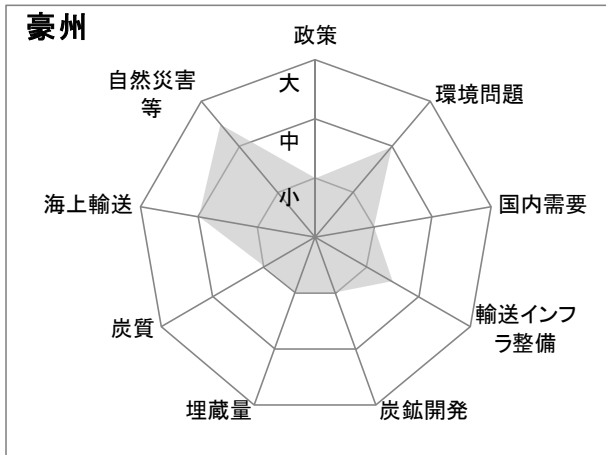 豪州
政策
自然災害
等
大
環境問題
中
小
海上輸送
国内需要
輸送インフ
ラ整備
炭質
埋蔵量
炭鉱開発